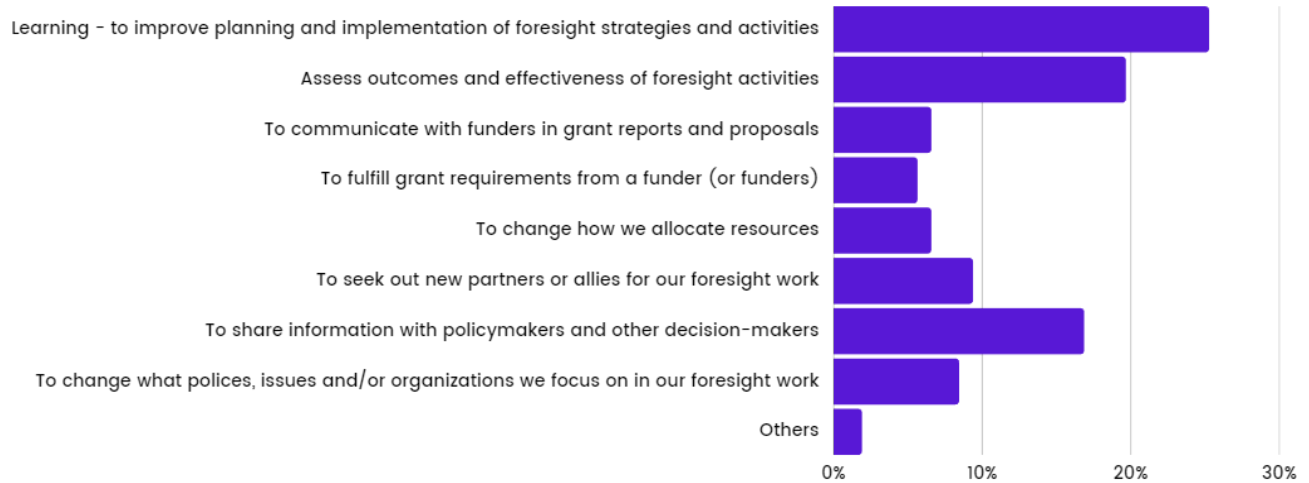 Learning - to improve planning and implementation of foresight strategies and activities
Assess outcomes and effectiveness of foresight activities
To communicate with funders in grant reports and proposals
To fulfill grant requirements from a funder (or funders)
To change how we allocate resources
To seek out new partners or allies for our foresight work
To share information with policymakers and other decision-makers
To change what polices, issues and/or organizations we focus on in our foresight work
Others
0% 10% 20% 30%